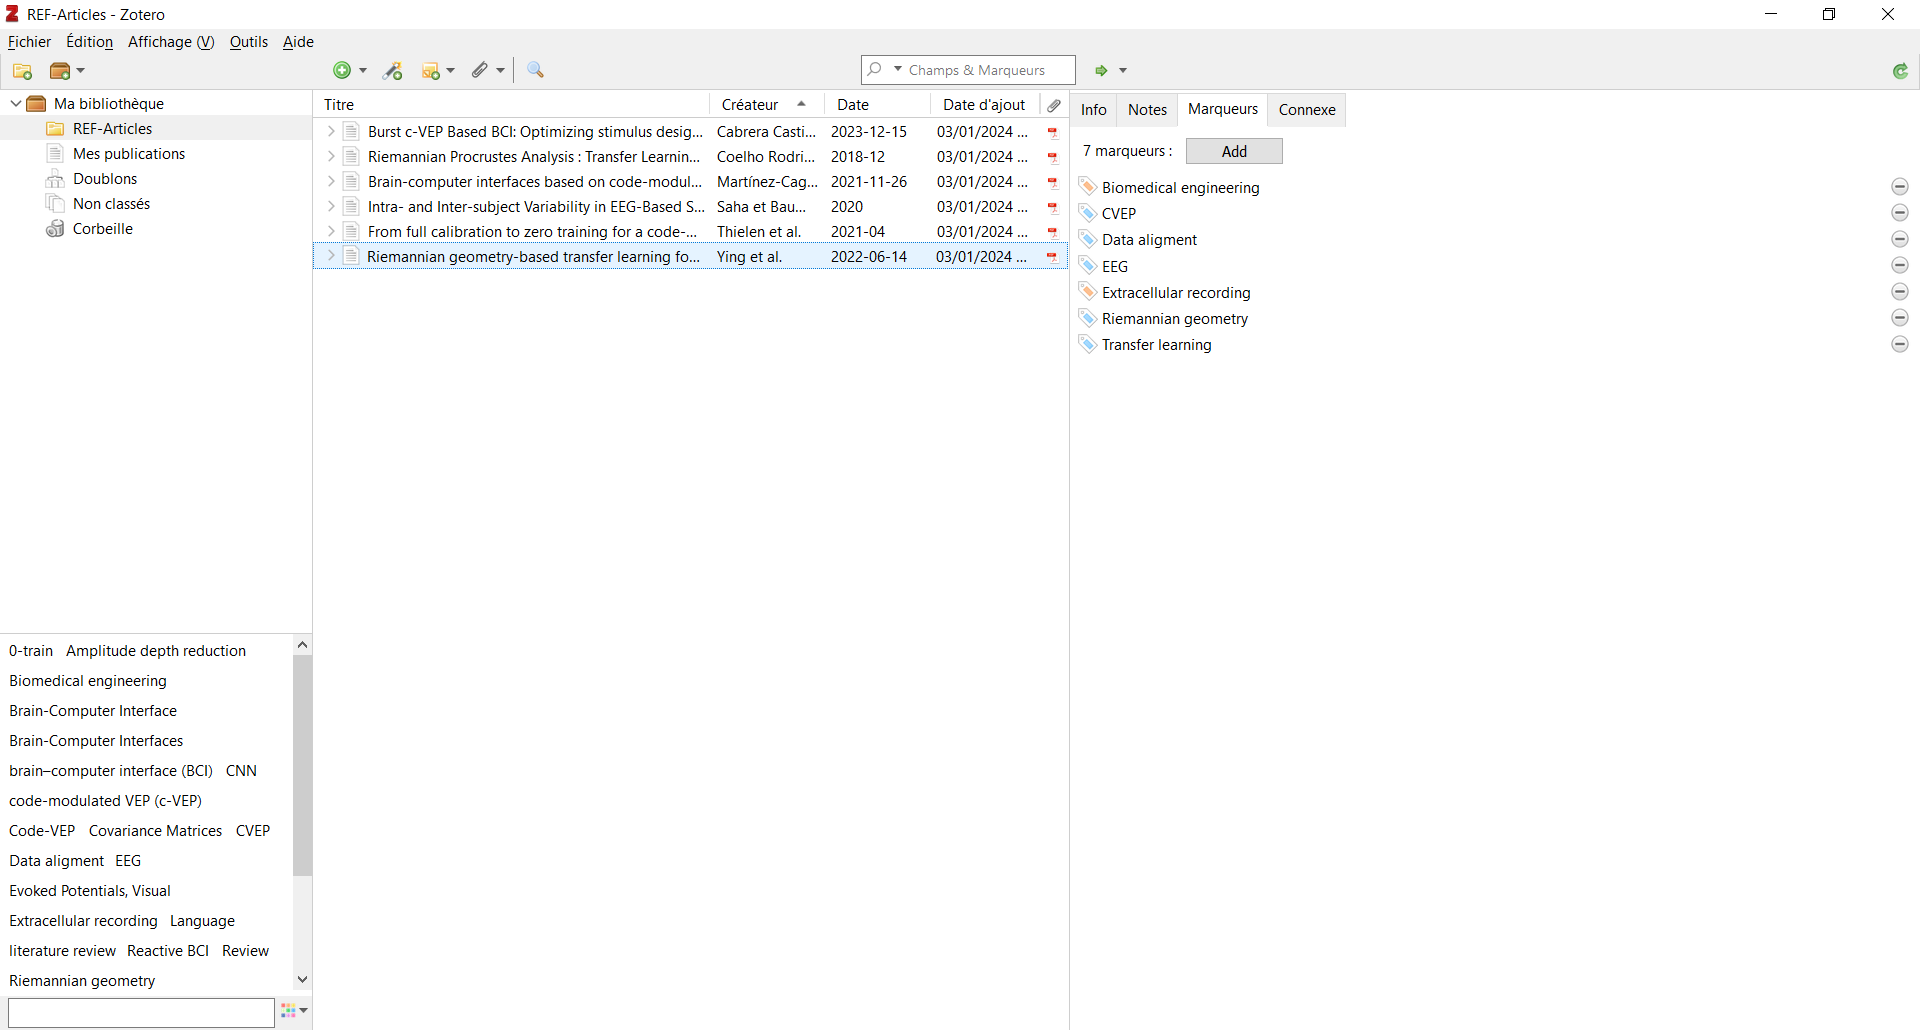 REF-Articles - Zotero
Fichier Édition Affichage (V) Outils Aide
Champs & Marqueurs
Ma bibliothèque
REF-Articles
Mes publications
Doublons
Non classés
Corbeille
Titre Créateur Date Date d'ajout
Burst c-VEP Based BCI: Optimizing stimulus desig... Cabrera Casti... 2023-12-15 03/01/2024 ...
Riemannian Procrustes Analysis : Transfer Learnin... Coelho Rodri... 2018-12 03/01/2024 ...
Brain-computer interfaces based on code-modul... Martínez-Cag... 2021-11-26 03/01/2024 ...
Intra- and Inter-subject Variability in EEG-Based S... Saha et Bau... 2020 03/01/2024 ...
From full calibration to zero training for a code-... Thielen et al. 2021-04 03/01/2024 ...
Riemannian geometry-based transfer learning fo... Ying et al. 2022-06-14 03/01/2024 ...
Info Notes Marqueurs Connexe
7 marqueurs : Add
Biomedical engineering
CVEP
Data aligment
EEG
Extracellular recording
Riemannian geometry
Transfer learning
0-train Amplitude depth reduction
Biomedical engineering
Brain-Computer Interface
Brain-Computer Interfaces
brain–computer interface (BCI) CNN
code-modulated VEP (c-VEP)
Code-VEP Covariance Matrices CVEP
Data aligment EEG
Evoked Potentials, Visual
Extracellular recording Language
literature review Reactive BCI Review
Riemannian geometry